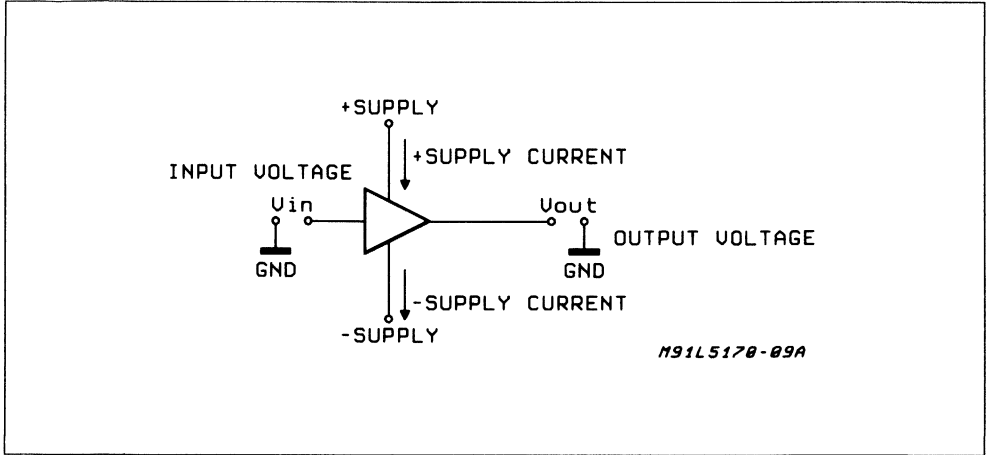 +SUPPLY
+SUPPLY CURRENT
INPUT VOLTAGE
Vin
Vout
OUTPUT VOLTAGE
GND
GND
-SUPPLY CURRENT
-SUPPLY
M91L5170-09A